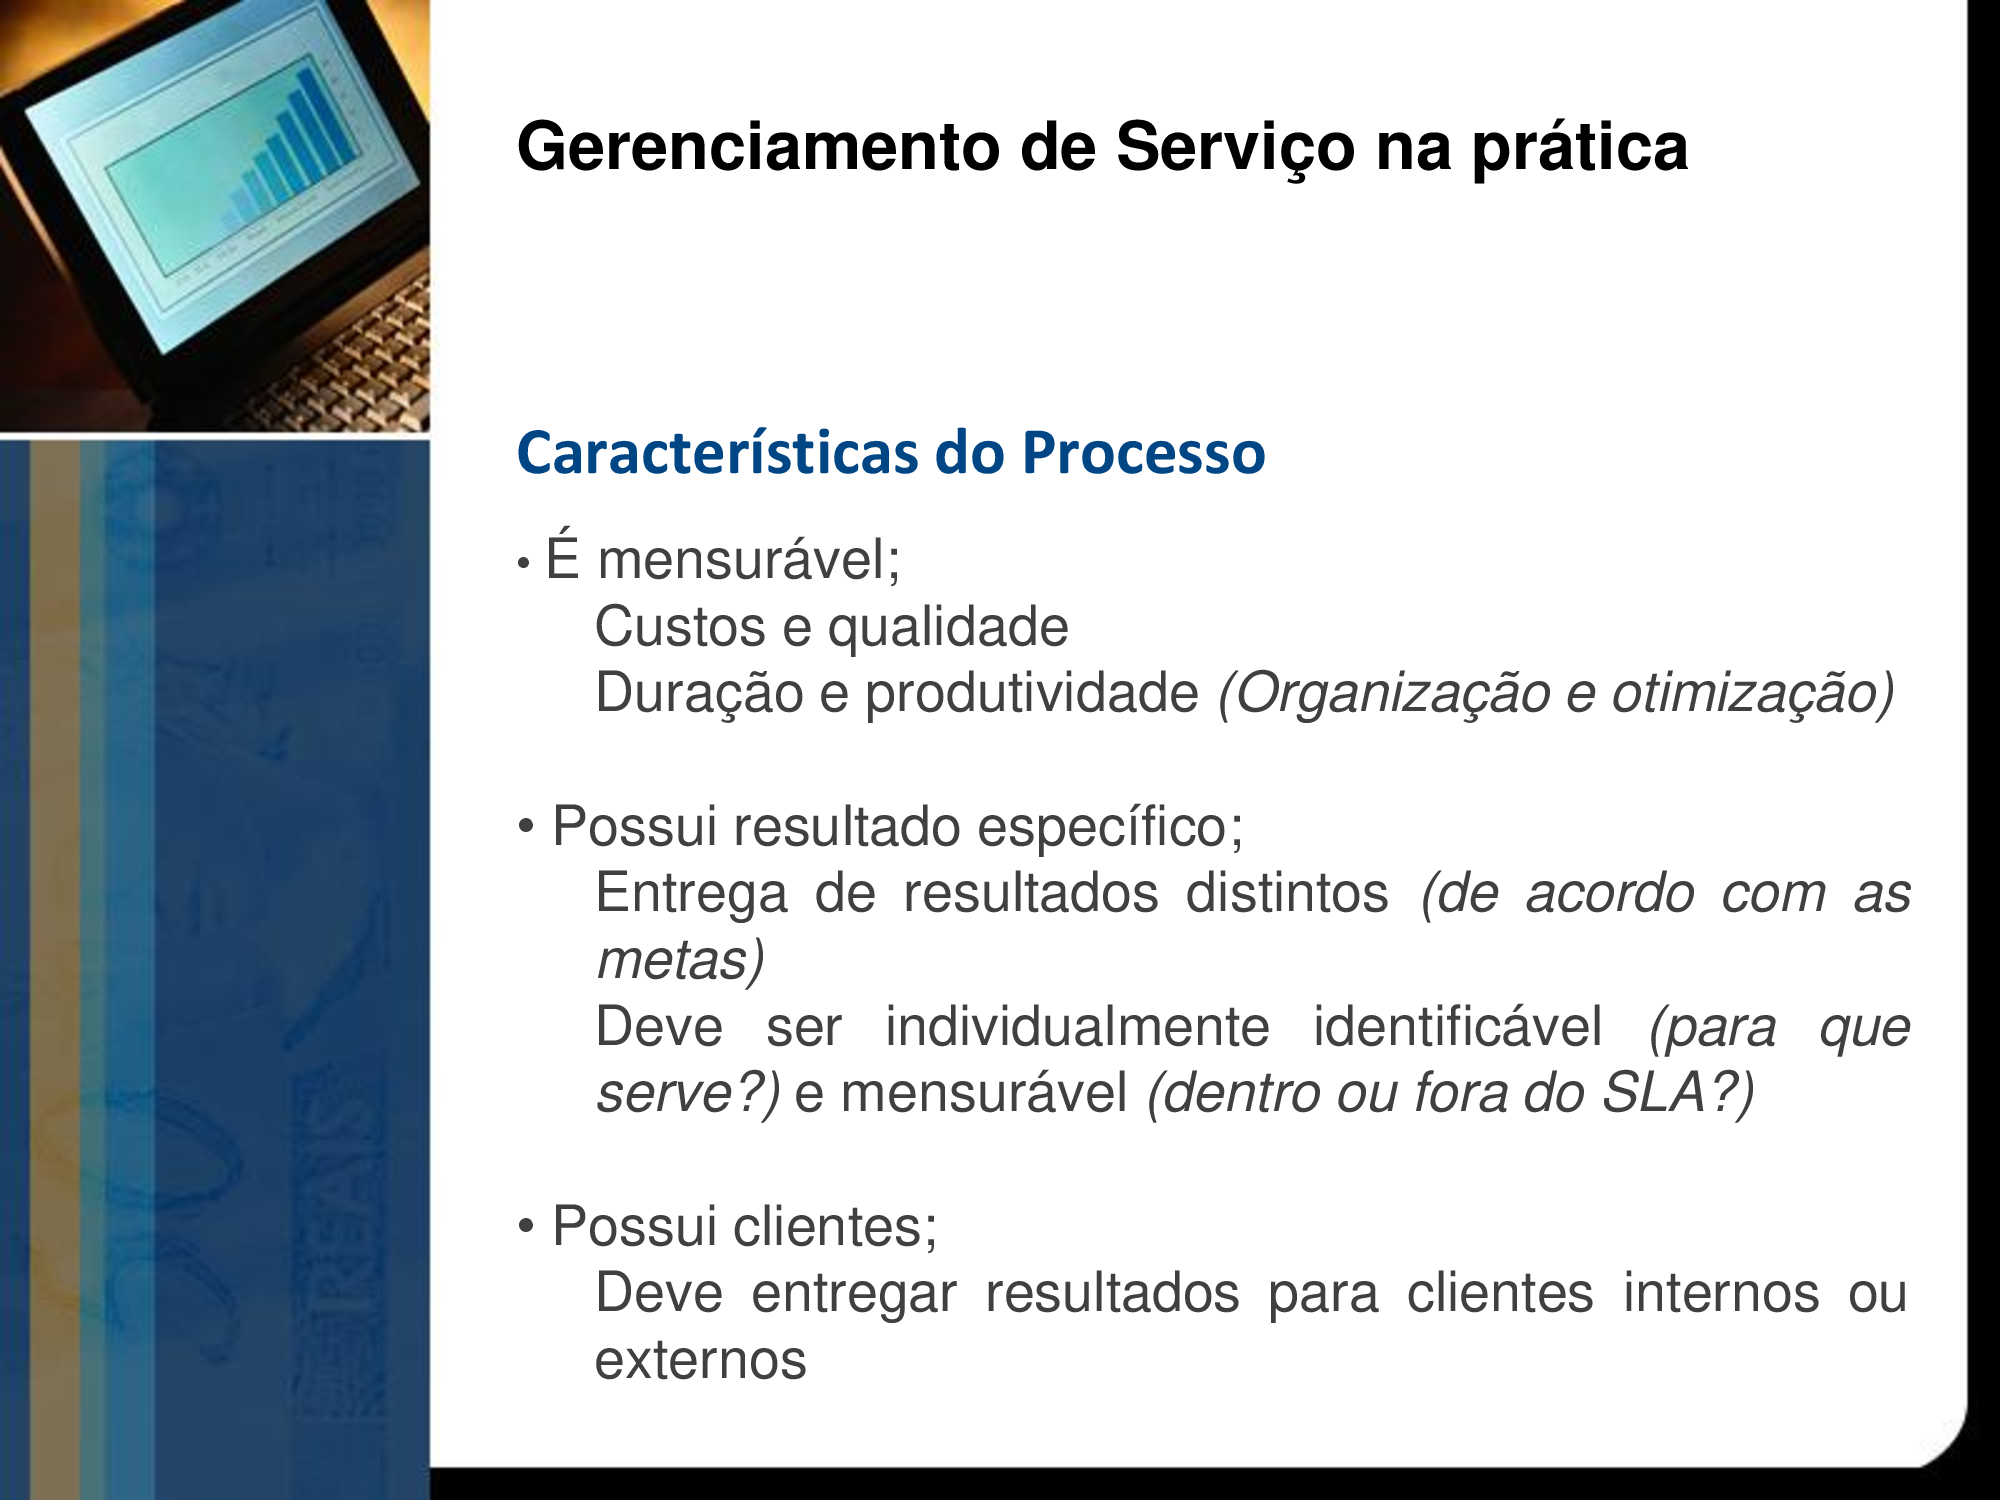 Gerenciamento de Serviço na prática
Características do Processo
• É mensurável;
Custos e qualidade
Duração e produtividade (Organização e otimização)
• Possui resultado específico;
Entrega de resultados distintos (de acordo com as
metas)
Deve ser individualmente identificável (para que
serve?) e mensurável (dentro ou fora do SLA?)
• Possui clientes;
Deve entregar resultados para clientes internos ou
externos
REAIS